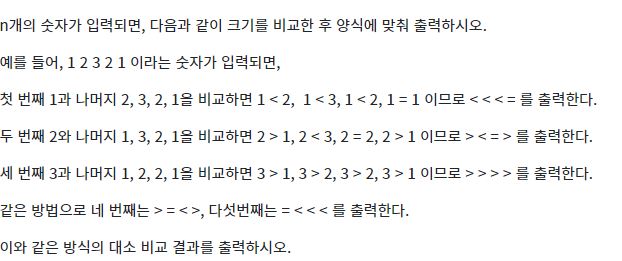 n개의 숫자가 입력되면, 다음과 같이 크기를 비교한 후 양식에 맞춰 출력하시오.
예를 들어, 1 2 3 2 1 이라는 숫자가 입력되면,
첫 번째 1과 나머지 2, 3, 2, 1을 비교하면 1 < 2, 1 < 3, 1 < 2, 1 = 1 이므로 < < < = 를 출력한다.
두 번째 2와 나머지 1, 3, 2, 1을 비교하면 2 > 1, 2 < 3, 2 = 2, 2 > 1 이므로 > < = > 를 출력한다.
세 번째 3과 나머지 1, 2, 2, 1을 비교하면 3 > 1, 3 > 2, 3 > 2, 3 > 1 이므로 > > > > 를 출력한다.
같은 방법으로 네 번째는 > = < >, 다섯번째는 = < < < 를 출력한다.
이와 같은 방식의 대소 비교 결과를 출력하시오.